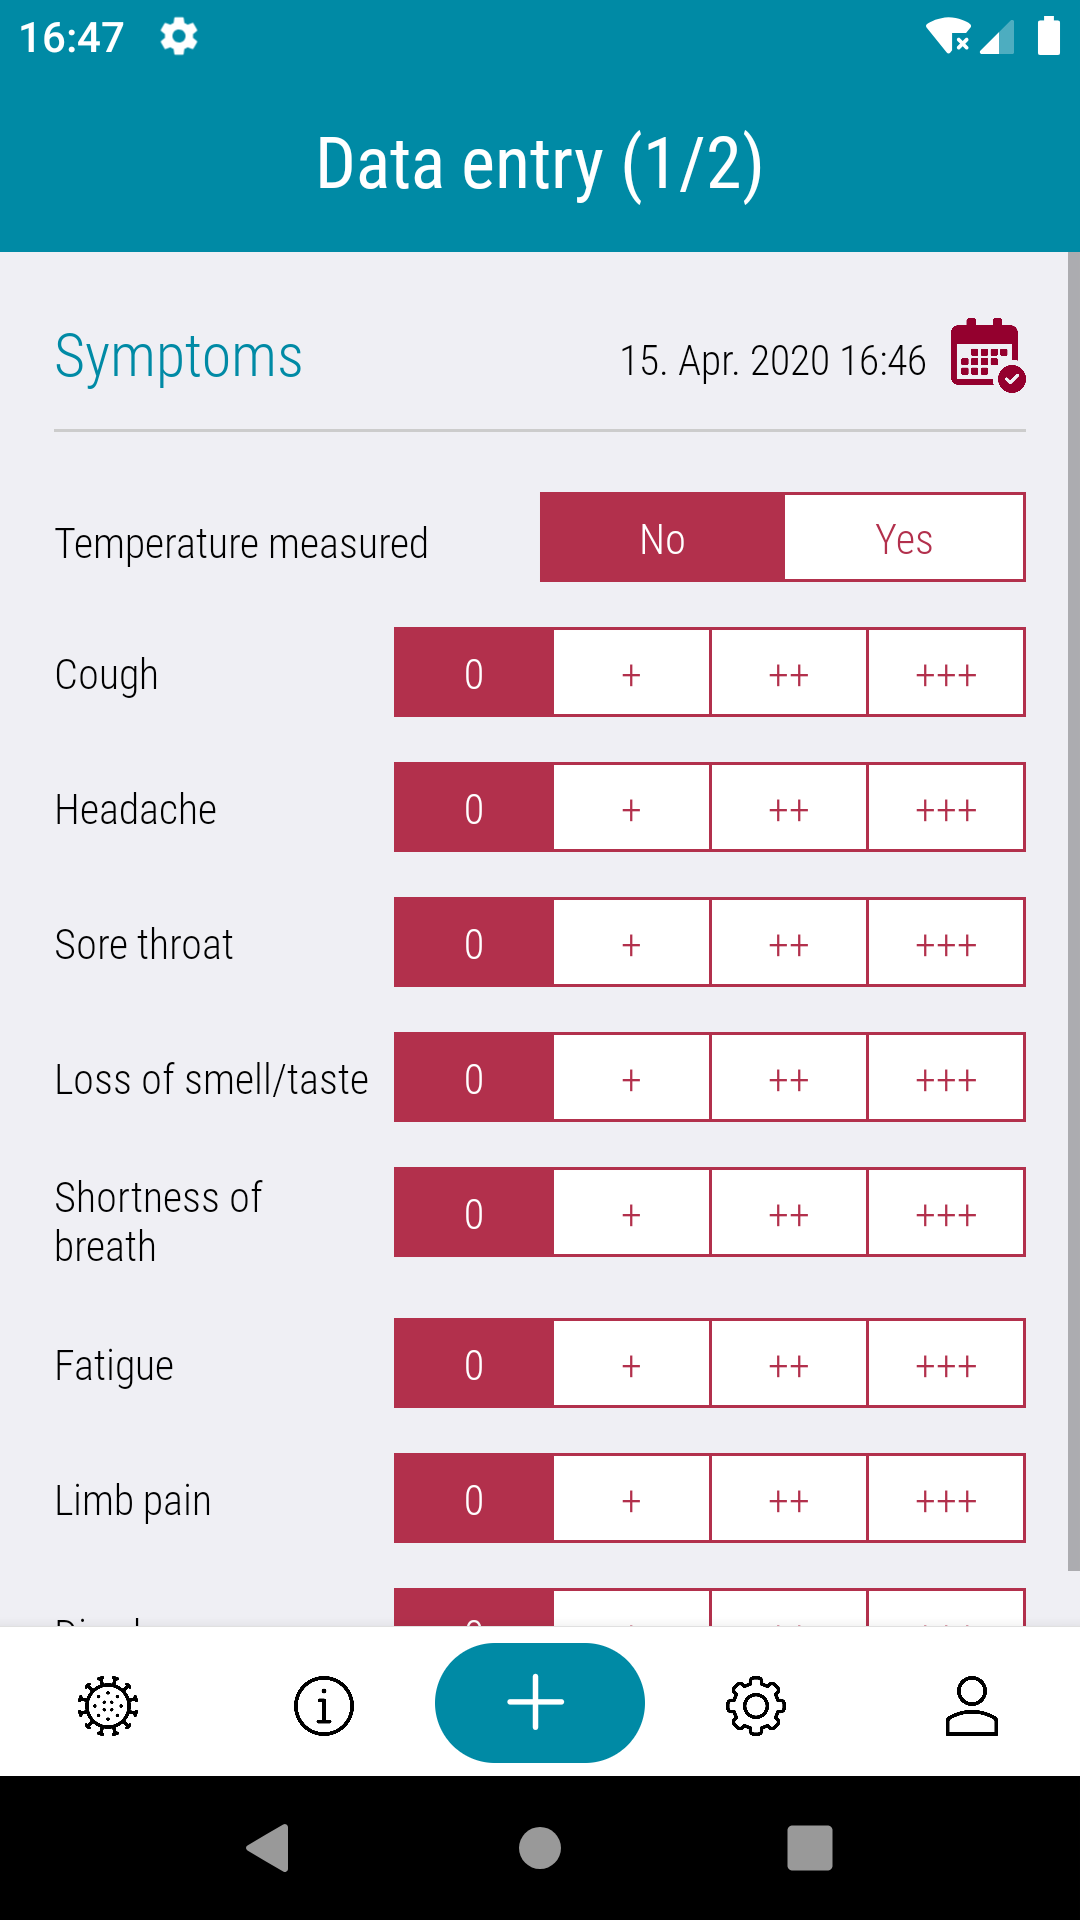 16:47
Data entry (1/2)
Symptoms
15. Apr. 2020 16:46
Temperature measured No Yes
Cough 0 + ++ +++
Headache 0 + ++ +++
Sore throat 0 + ++ +++
Loss of smell/taste 0 + ++ +++
Shortness of
breath 0 + ++ +++
Fatigue 0 + ++ +++
Limb pain 0 + ++ +++